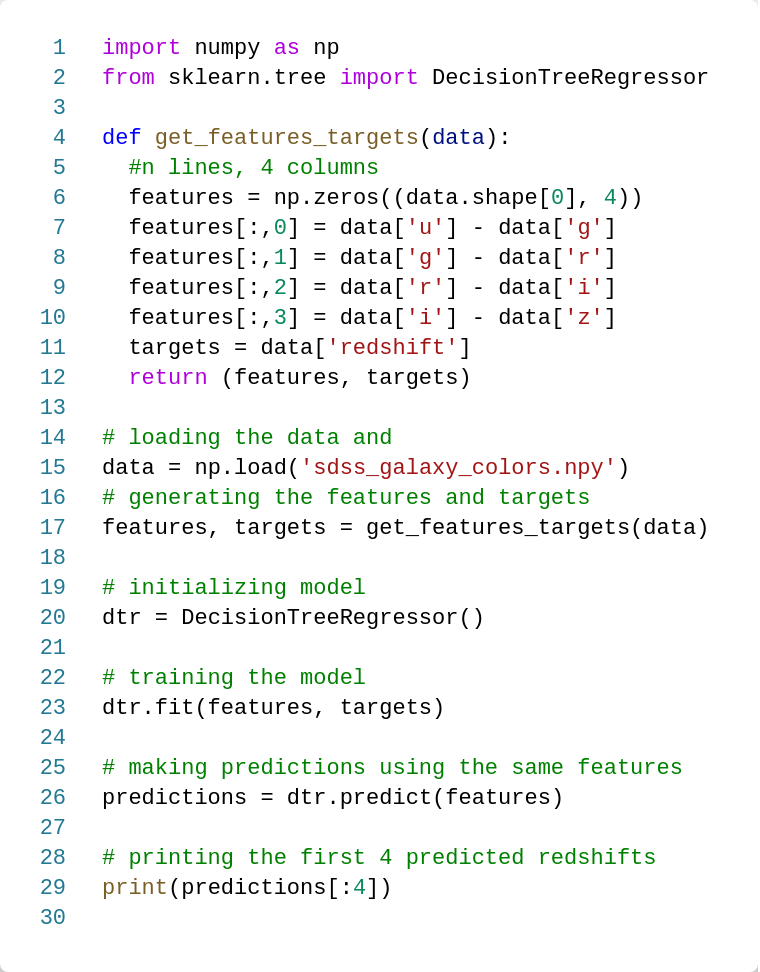 1 import numpy as np
2 from sklearn.tree import DecisionTreeRegressor
3
4 def get_features_targets(data):
5   #n lines, 4 columns
6   features = np.zeros((data.shape[0], 4))
7   features[:,0] = data['u'] - data['g']
8   features[:,1] = data['g'] - data['r']
9   features[:,2] = data['r'] - data['i']
10   features[:,3] = data['i'] - data['z']
11   targets = data['redshift']
12   return (features, targets)
13
14 # loading the data and
15 data = np.load('sdss_galaxy_colors.npy')
16 # generating the features and targets
17 features, targets = get_features_targets(data)
18
19 # initializing model
20 dtr = DecisionTreeRegressor()
21
22 # training the model
23 dtr.fit(features, targets)
24
25 # making predictions using the same features
26 predictions = dtr.predict(features)
27
28 # printing the first 4 predicted redshifts
29 print(predictions[:4])
30